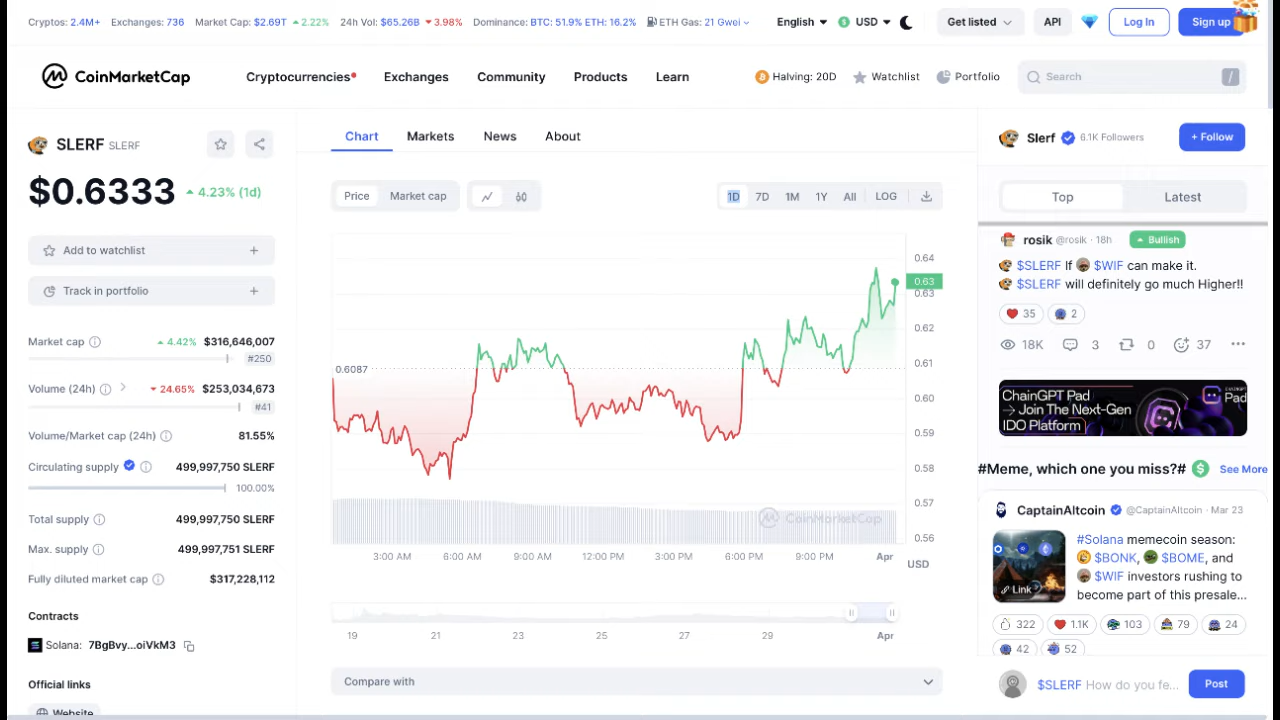 Cryptos: 2.4M+ Exchanges: 736 Market Cap: $2.69T 2.22% 24h Vol: $65.26B 3.98% Dominance: BTC: 51.9% ETH: 16.2% ETH Gas: 21 Gwei English USD Get listed API Log In Sign up
CoinMarketCap Cryptocurrencies Exchanges Community Products Learn Halving: 20D Watchlist Portfolio Search /
SLERF SLERF
$0.6333 4.23% (1d)
Add to watchlist +
Track in portfolio +
Market cap 4.42% $316,646,007
#250
Volume (24h) 24.65% $253,034,673
#41
Volume/Market cap (24h) 81.55%
Circulating supply 499,997,750 SLERF
100.00%
Total supply 499,997,750 SLERF
Max. supply 499,997,751 SLERF
Fully diluted market cap $317,228,112
Contracts
Solana: 7BgBvy...oiVkM3
Official links
Website
Chart Markets News About
Price Market cap 1D 7D 1M 1Y All LOG
0.64
0.63
0.63
0.62
0.61
0.6087
0.60
0.59
0.58
0.57
CoinMarketCap
0.56
3:00 AM 6:00 AM 9:00 AM 12:00 PM 3:00 PM 6:00 PM 9:00 PM Apr
USD
19 21 23 25 27 29 Apr
Compare with
Slerf 6.1K Followers + Follow
Top Latest
rosik @rosik · 18h Bullish
$SLERF If $WIF can make it.
$SLERF will definitely go much Higher!!
35 2
18K 3 0 37
ChainGPT Pad
→ Join The Next-Gen
IDO Platform
Pad
#Meme, which one you miss?# See More
CaptainAltcoin @CaptainAltcoin · Mar 23
#Solana memecoin season:
$BONK, $BOME, and
$WIF investors rushing to
become part of this presale...
Link
322 1.1K 103 79 24
42 52
$SLERF How do you fe... Post